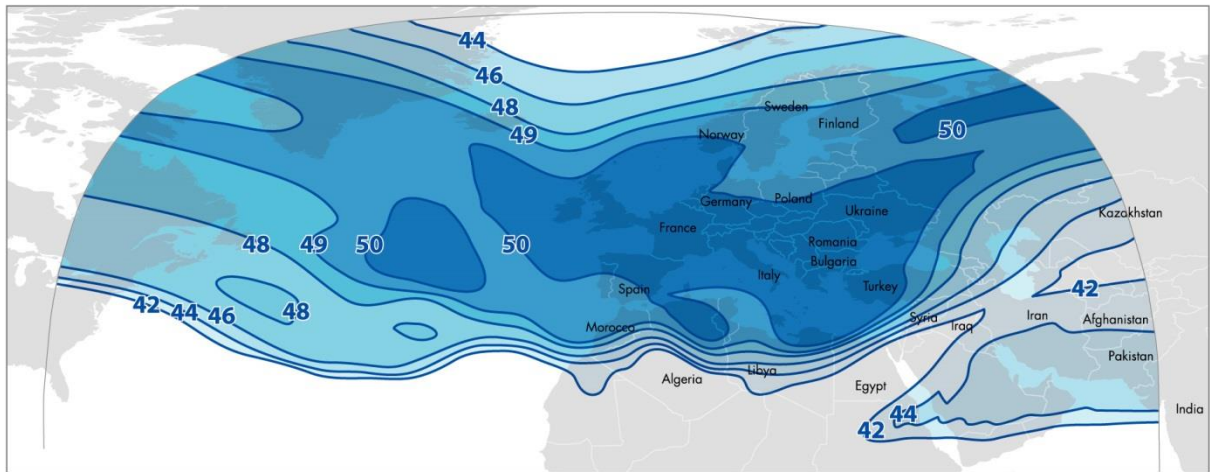 44
46
48
49
Sweden
Finland
Norway
50
Germany
Poland
Ukraine
Kazakhstan
France
48
49
50
50
Romania
Bulgaria
Italy
Turkey
Spain
42
42
44
46
48
Morocco
Syria
Iraq
Iran
Afghanistan
Pakistan
Algeria
Libya
Egypt
44
42
India